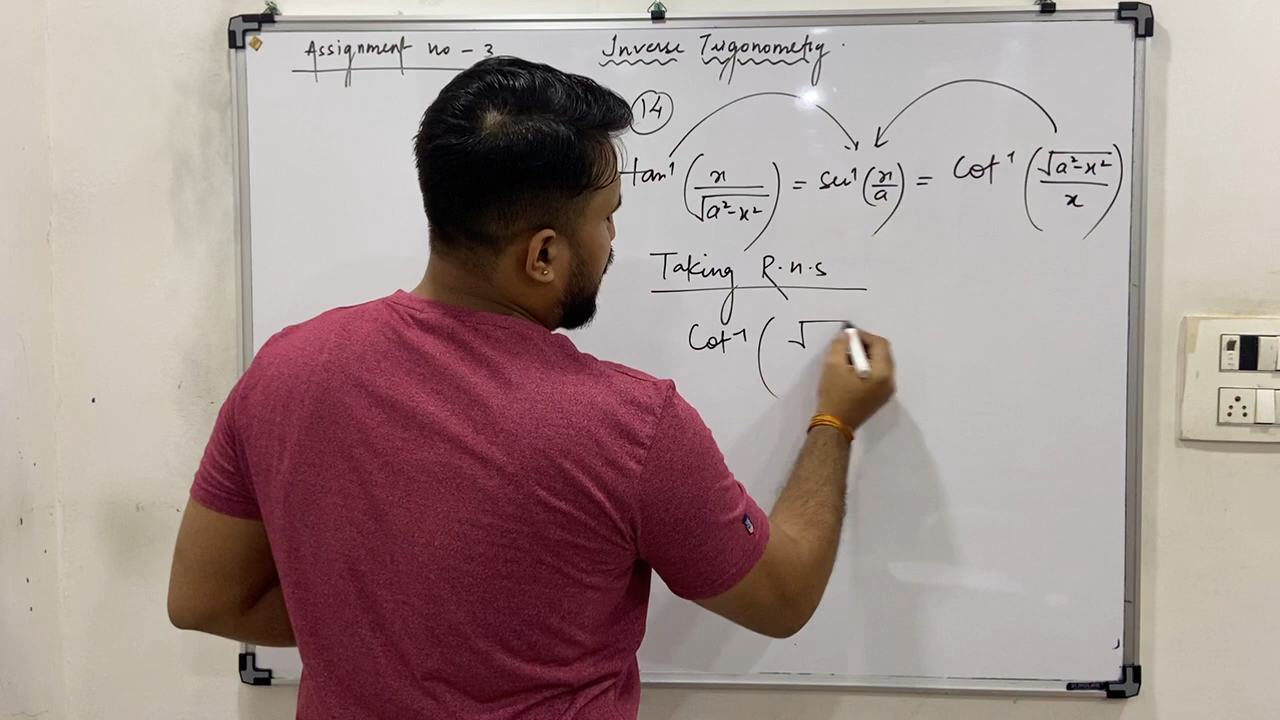 Assignment no - 3
Inverse Trigonometry.
14
tan⁻¹ (x/√a²-x²) = sin⁻¹ (x/a) = cot⁻¹ (√a²-x²/x)
Taking R.H.S
Cot⁻¹ ( √